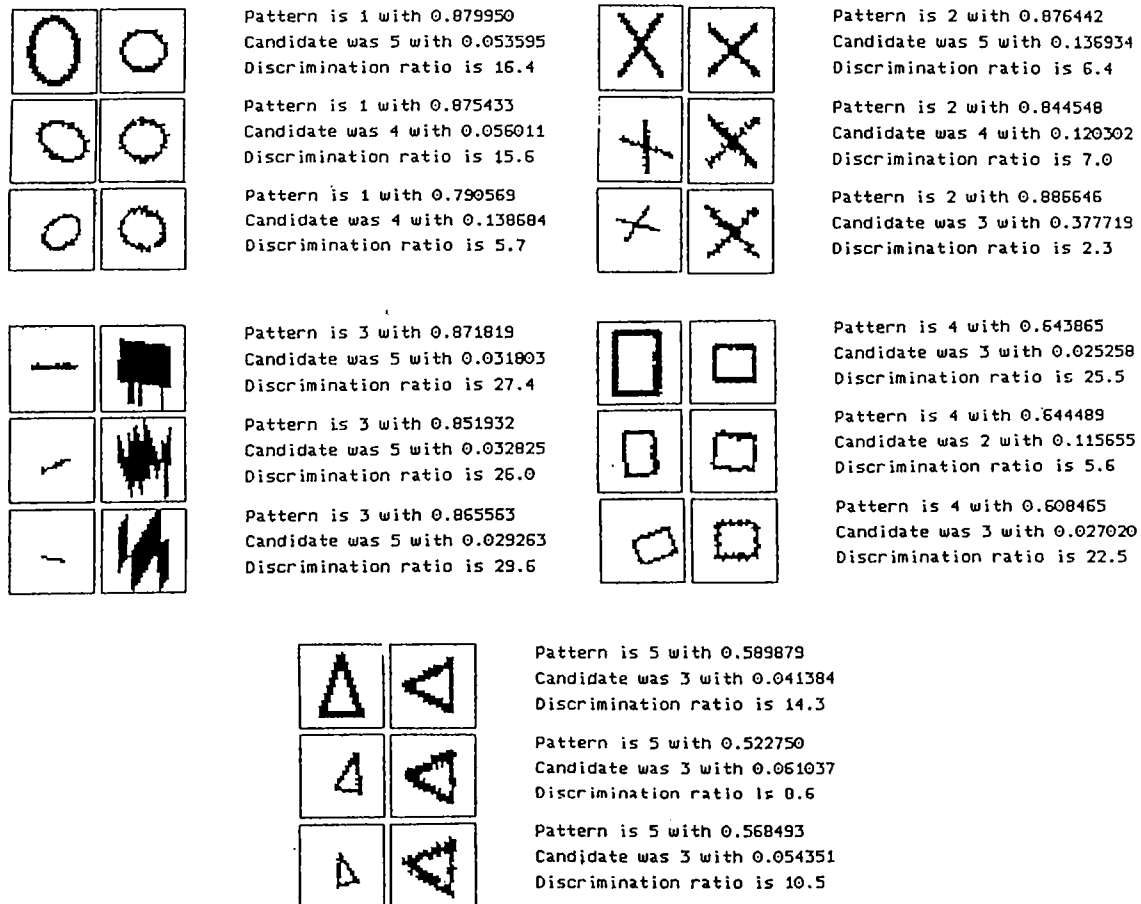 Pattern is 1 with 0.879950
Candidate was 5 with 0.053595
Discrimination ratio is 16.4
Pattern is 1 with 0.875433
Candidate was 4 with 0.056011
Discrimination ratio is 15.6
Pattern is 1 with 0.790569
Candidate was 4 with 0.138684
Discrimination ratio is 5.7
Pattern is 2 with 0.876442
Candidate was 5 with 0.136934
Discrimination ratio is 6.4
Pattern is 2 with 0.844548
Candidate was 4 with 0.120302
Discrimination ratio is 7.0
Pattern is 2 with 0.886646
Candidate was 3 with 0.377719
Discrimination ratio is 2.3
Pattern is 3 with 0.871819
Candidate was 5 with 0.031803
Discrimination ratio is 27.4
Pattern is 3 with 0.851932
Candidate was 5 with 0.032825
Discrimination ratio is 26.0
Pattern is 3 with 0.865563
Candidate was 5 with 0.029263
Discrimination ratio is 29.6
Pattern is 4 with 0.643865
Candidate was 3 with 0.025258
Discrimination ratio is 25.5
Pattern is 4 with 0.644489
Candidate was 2 with 0.115655
Discrimination ratio is 5.6
Pattern is 4 with 0.608465
Candidate was 3 with 0.027020
Discrimination ratio is 22.5
Pattern is 5 with 0.589879
Candidate was 3 with 0.041384
Discrimination ratio is 14.3
Pattern is 5 with 0.522750
Candidate was 3 with 0.061037
Discrimination ratio is 8.6
Pattern is 5 with 0.568493
Candidate was 3 with 0.054351
Discrimination ratio is 10.5